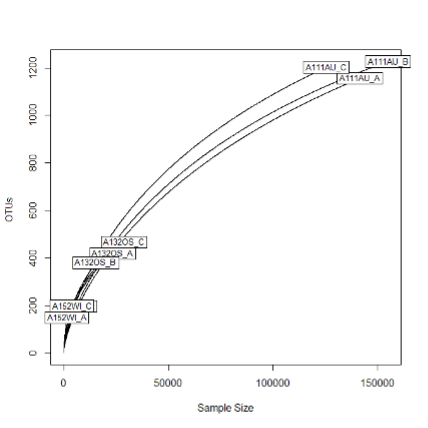 1200
A111AU_C
A111AU_B
A111AU_A
1000
800
OTUs
600
A132OS_C
A132OS_A
400
A132OS_B
200
A152WI_C
A152WI_A
0
0 50000 100000 150000
Sample Size